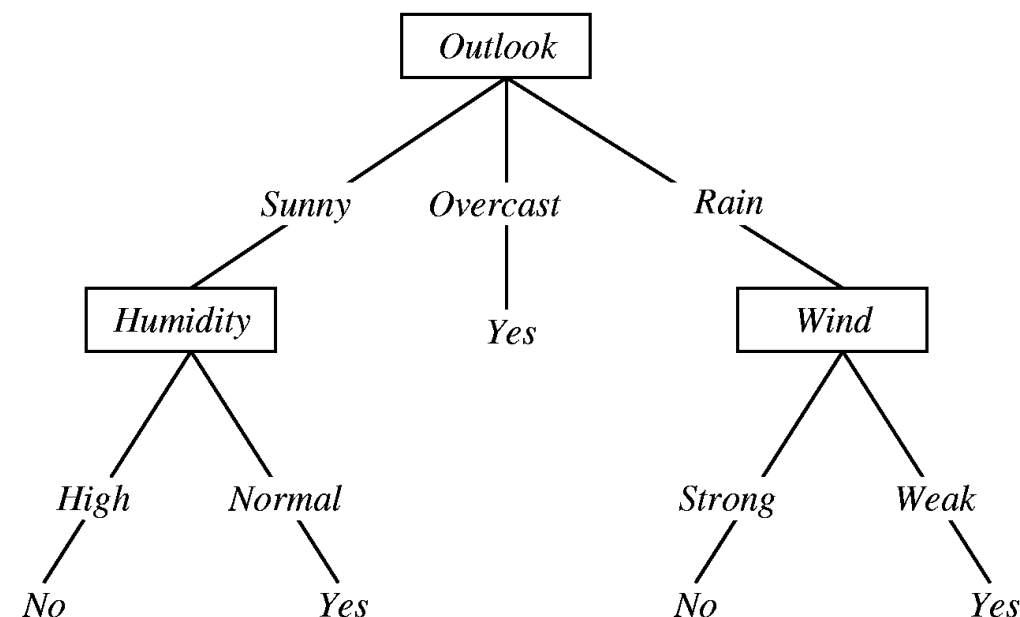 Outlook
Sunny Overcast Rain
Humidity Yes Wind
High Normal Strong Weak
No Yes No Yes